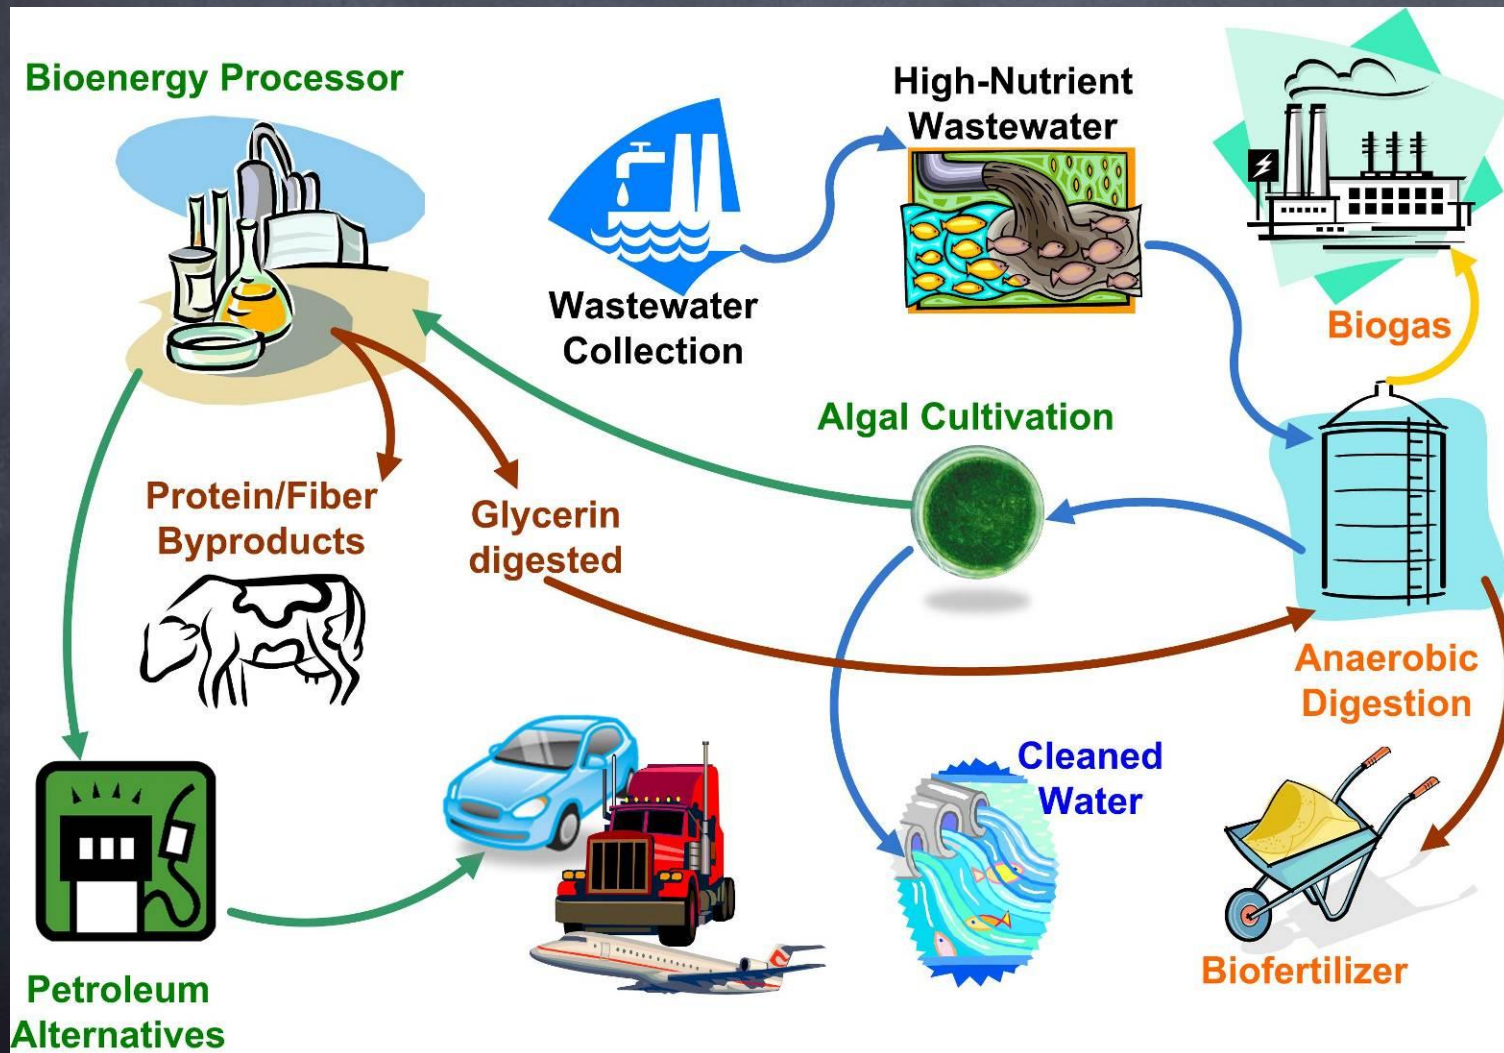 Bioenergy Processor
High-Nutrient
Wastewater
Wastewater
Collection
Biogas
Algal Cultivation
Protein/Fiber
Byproducts
Glycerin
digested
Anaerobic
Digestion
Cleaned
Water
Biofertilizer
Petroleum
Alternatives